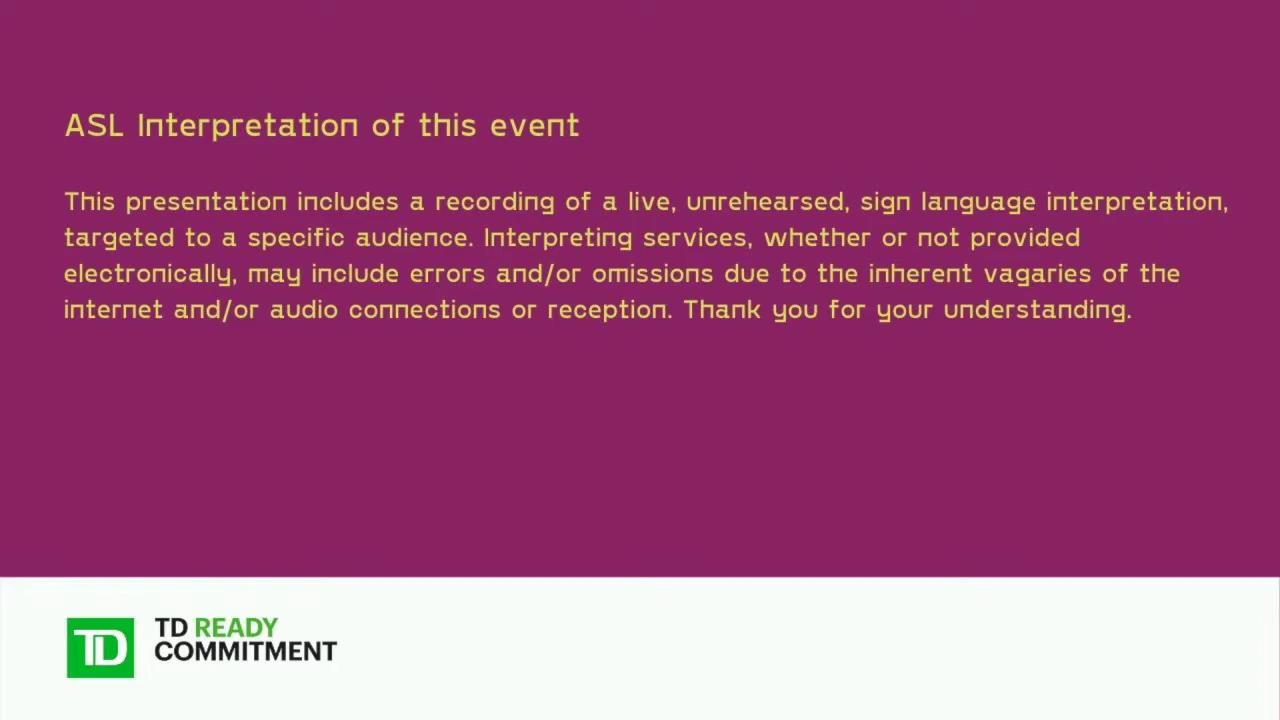 ASL Interpretation of this event
This presentation includes a recording of a live, unrehearsed, sign language interpretation,
targeted to a specific audience. Interpreting services, whether or not provided
electronically, may include errors and/or omissions due to the inherent vagaries of the
internet and/or audio connections or reception. Thank you for your understanding.
TD
TD READY
COMMITMENT